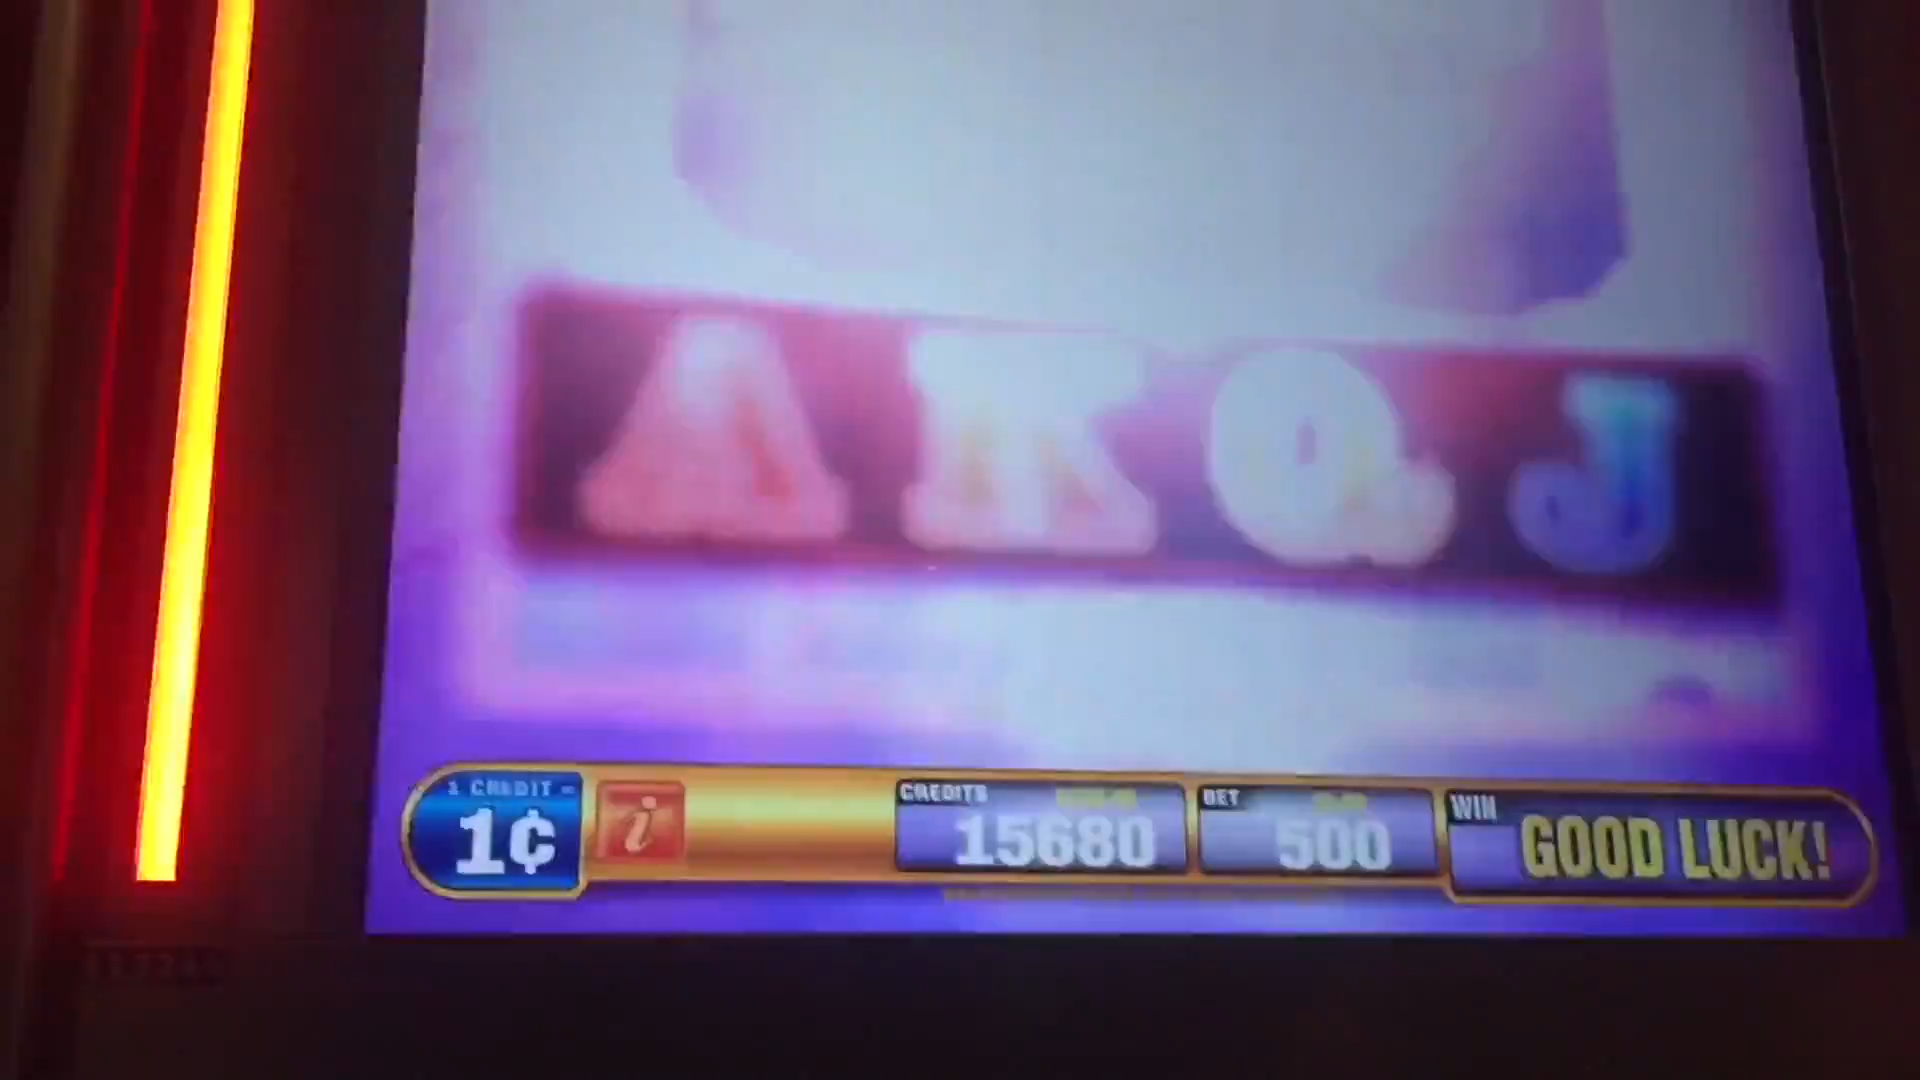 A K Q J
1 CREDIT =
1¢
i
CREDITS
15680
BET
500
WIN
GOOD LUCK!